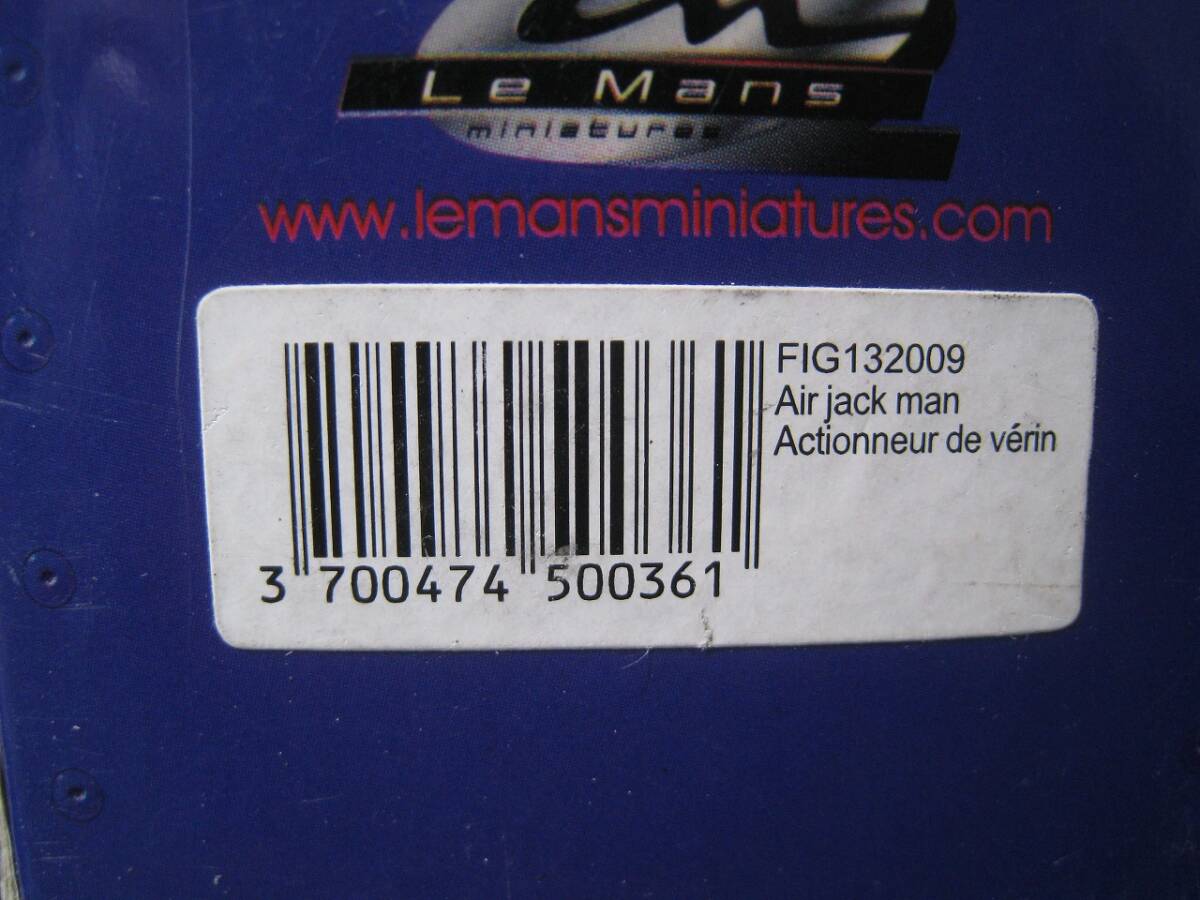 Le Mans
miniatures
www.lemansminiatures.com
FIG132009
Air jack man
Actionneur de vérin
3 700474 500361